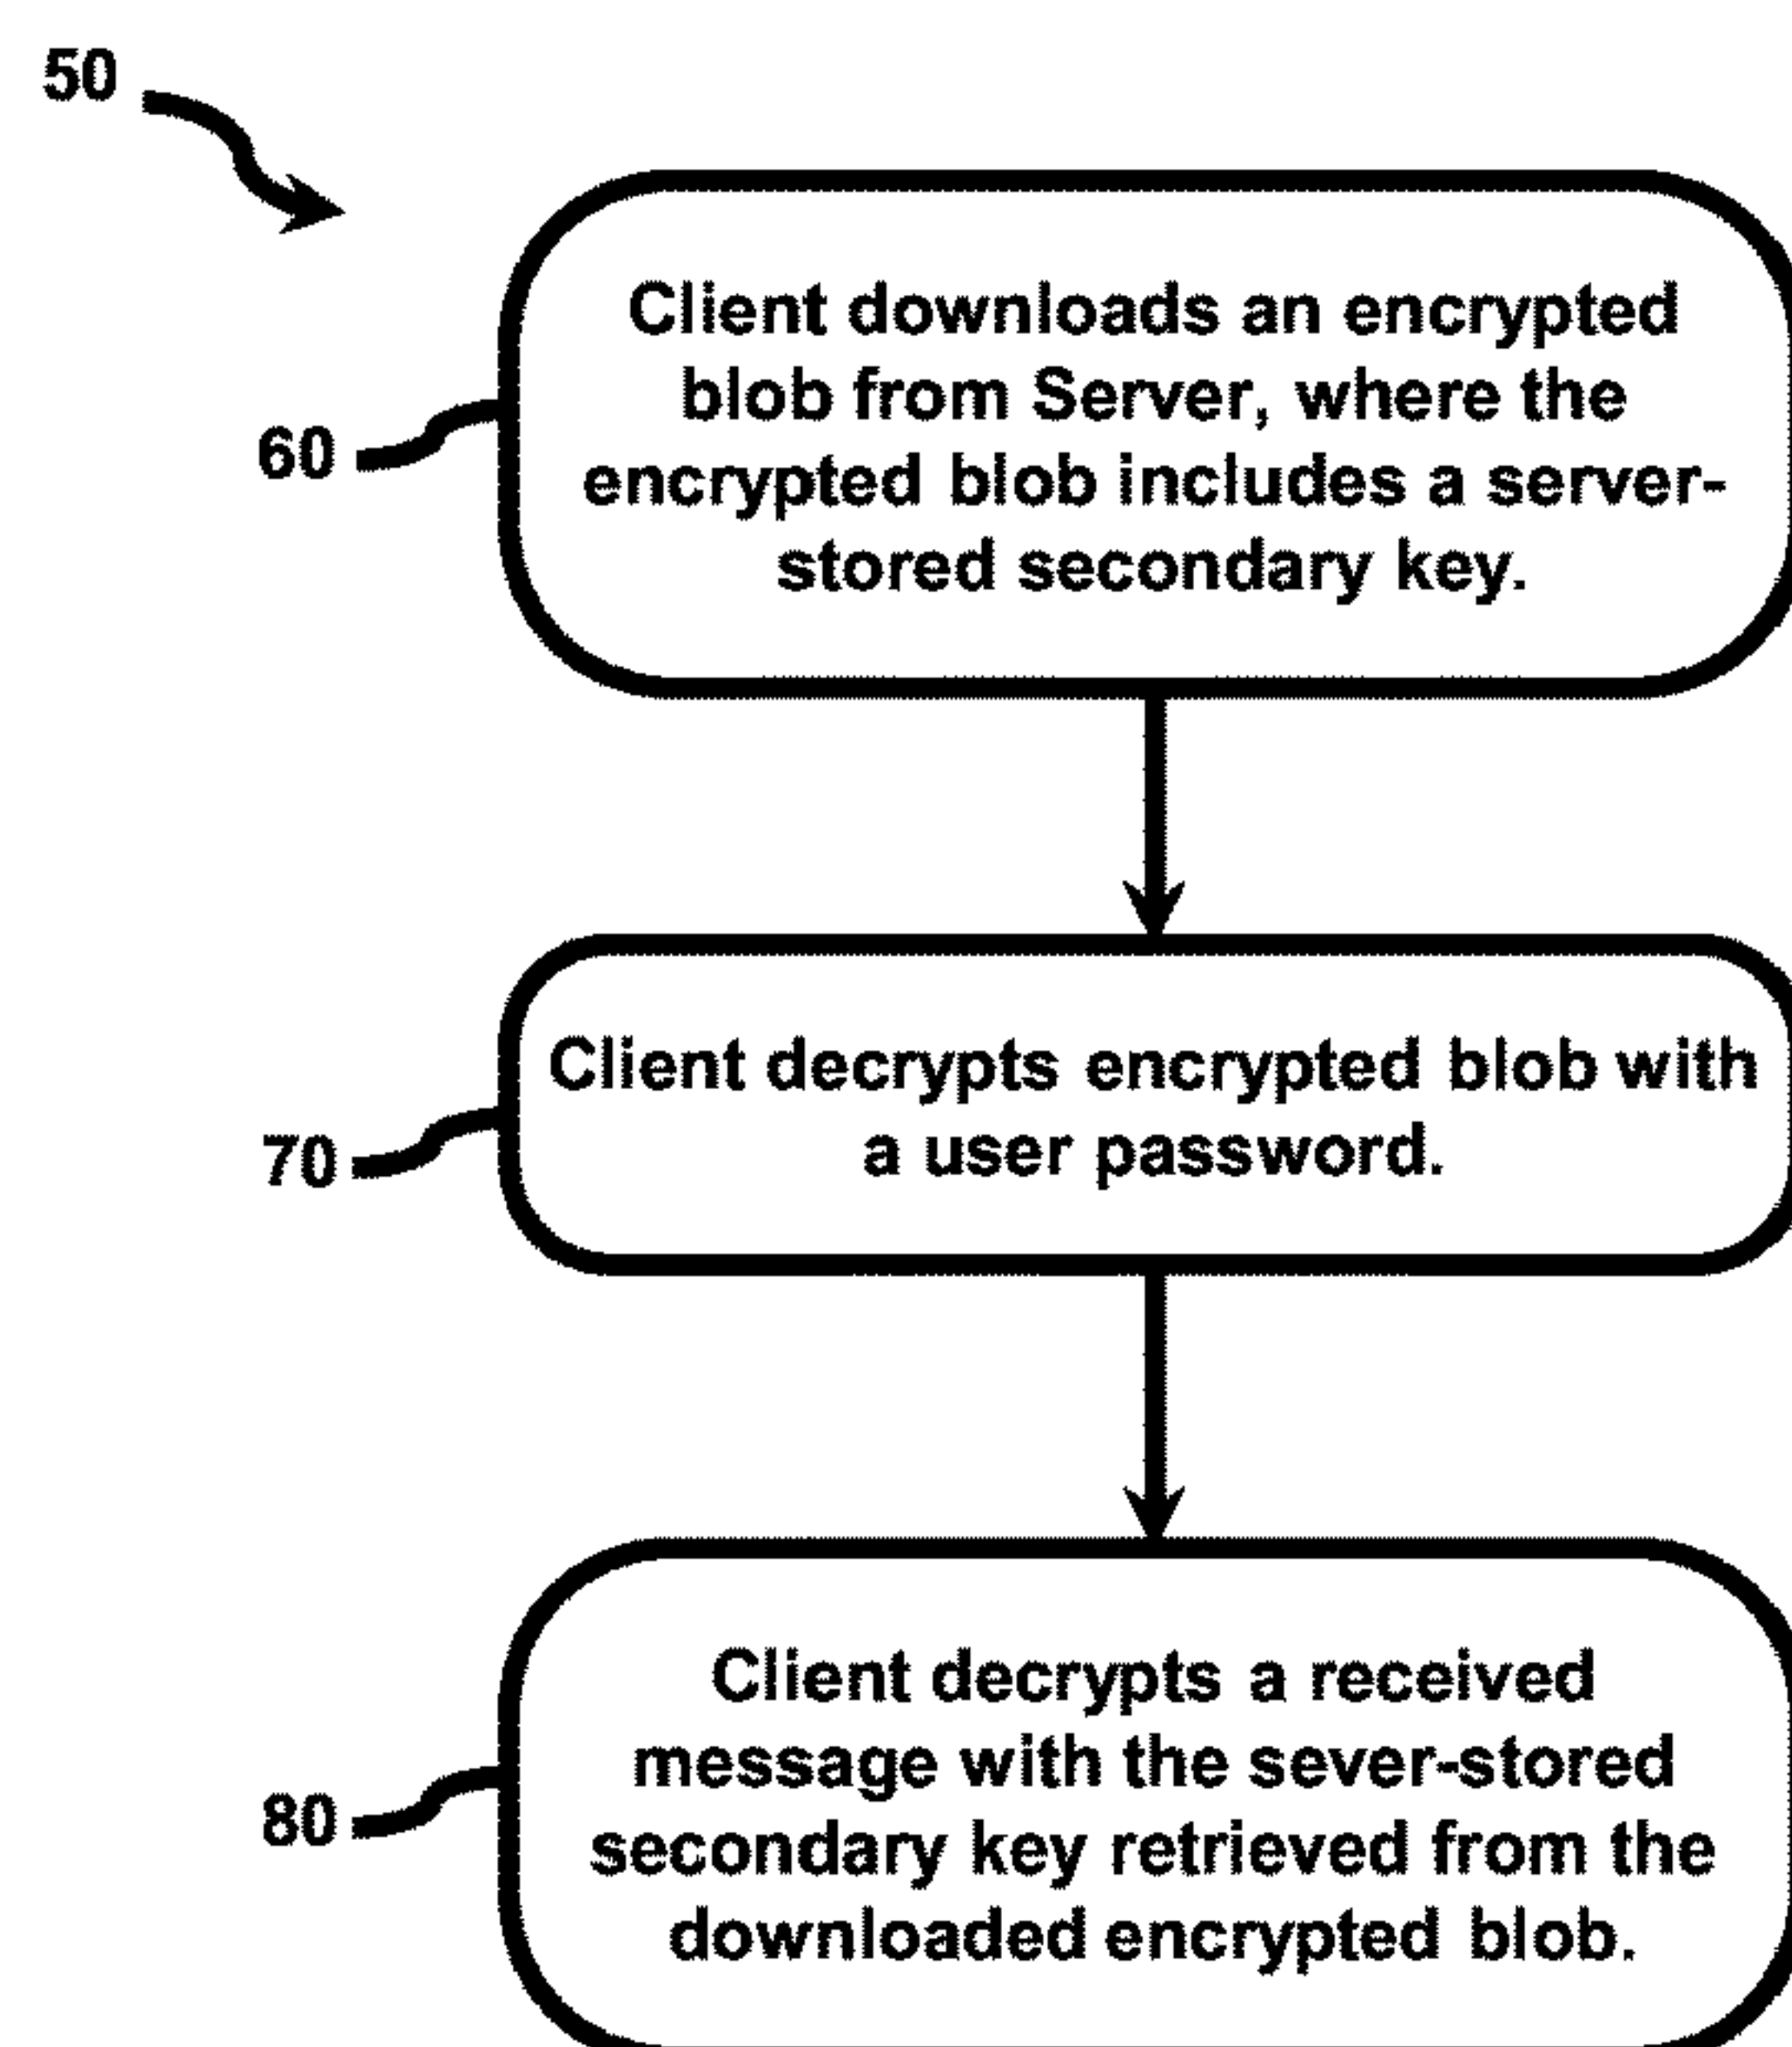 50
Client downloads an encrypted
blob from Server, where the
encrypted blob includes a server-
stored secondary key.
60
Client decrypts encrypted blob with
a user password.
70
Client decrypts a received
message with the sever-stored
secondary key retrieved from the
downloaded encrypted blob.
80